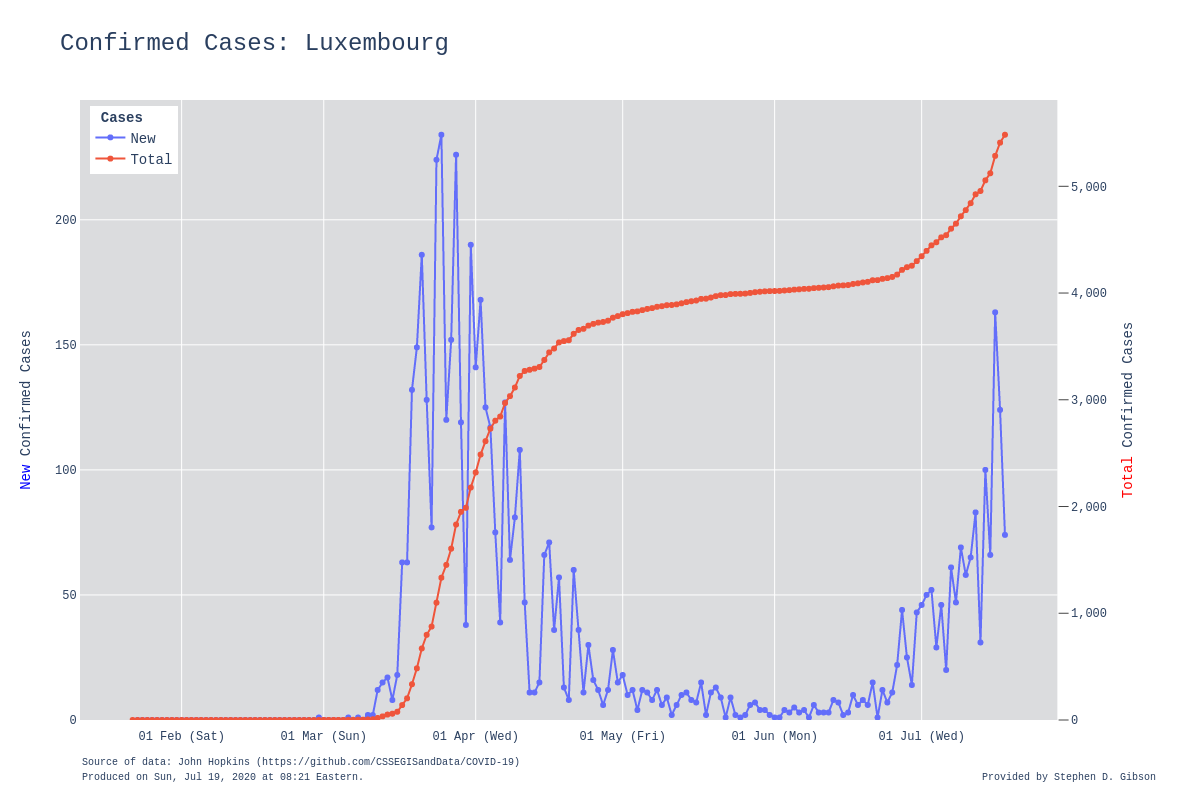 Confirmed Cases: Luxembourg
Cases
New
Total
200
150
100
50
0
5,000
4,000
3,000
2,000
1,000
0
New Confirmed Cases
Total Confirmed Cases
01 Feb (Sat)
01 Mar (Sun)
01 Apr (Wed)
01 May (Fri)
01 Jun (Mon)
01 Jul (Wed)
Source of data: John Hopkins (https://github.com/CSSEGISandData/COVID-19)
Produced on Sun, Jul 19, 2020 at 08:21 Eastern.
Provided by Stephen D. Gibson